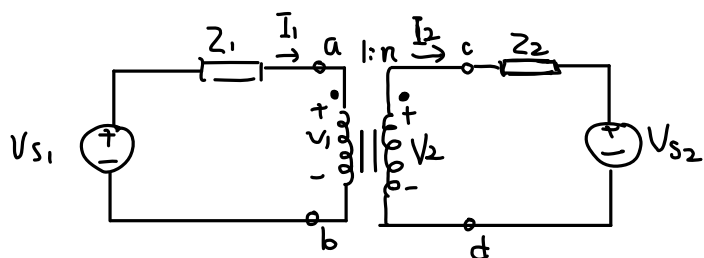 Z₁ I₁ a 1:n I₂ c Z₂
Vs₁ + - + V₁ - + V₂ - + - Vs₂
b d